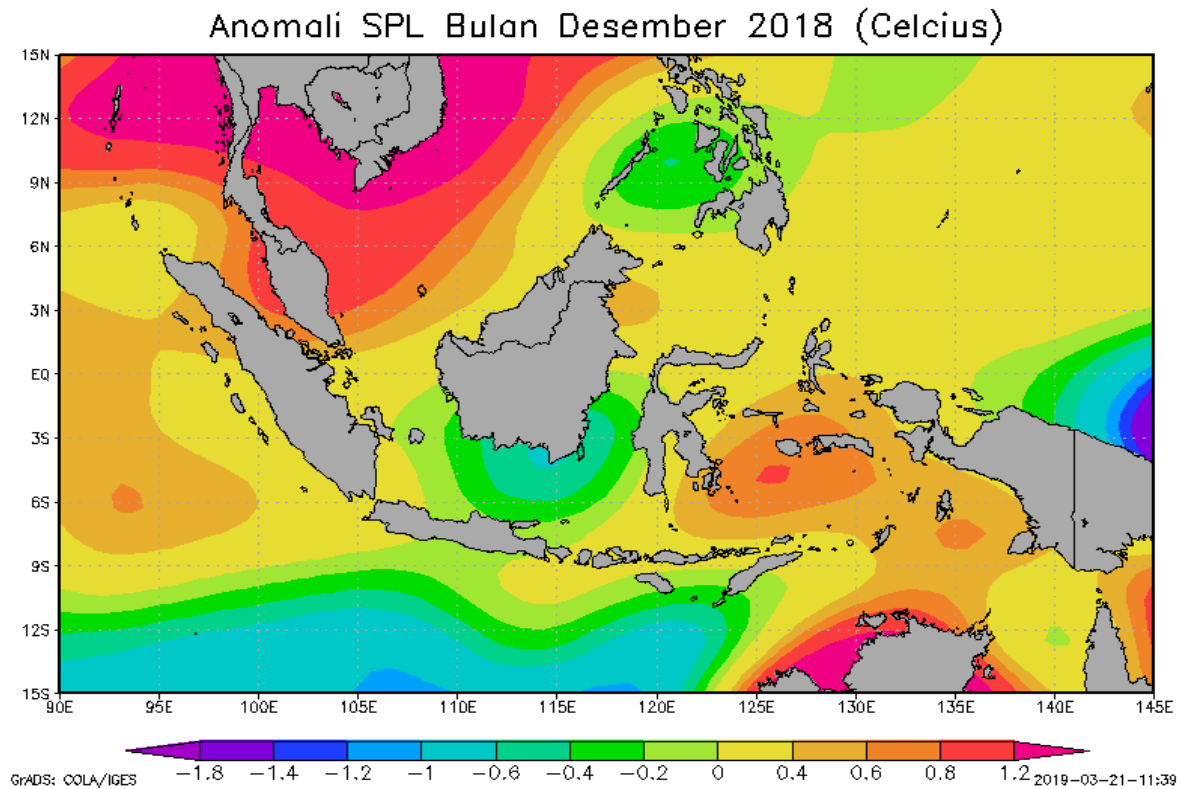 Anomali SPL Bulan Desember 2018 (Celcius)
15N
12N
9N
6N
3N
EQ
3S
6S
9S
12S
15S
90E 95E 100E 105E 110E 115E 120E 125E 130E 135E 140E 145E
-1.8 -1.4 -1.2 -1 -0.6 -0.4 -0.2 0 0.4 0.6 0.8 1.2
GrADS: COLA/IGES 2019-03-21-11:39